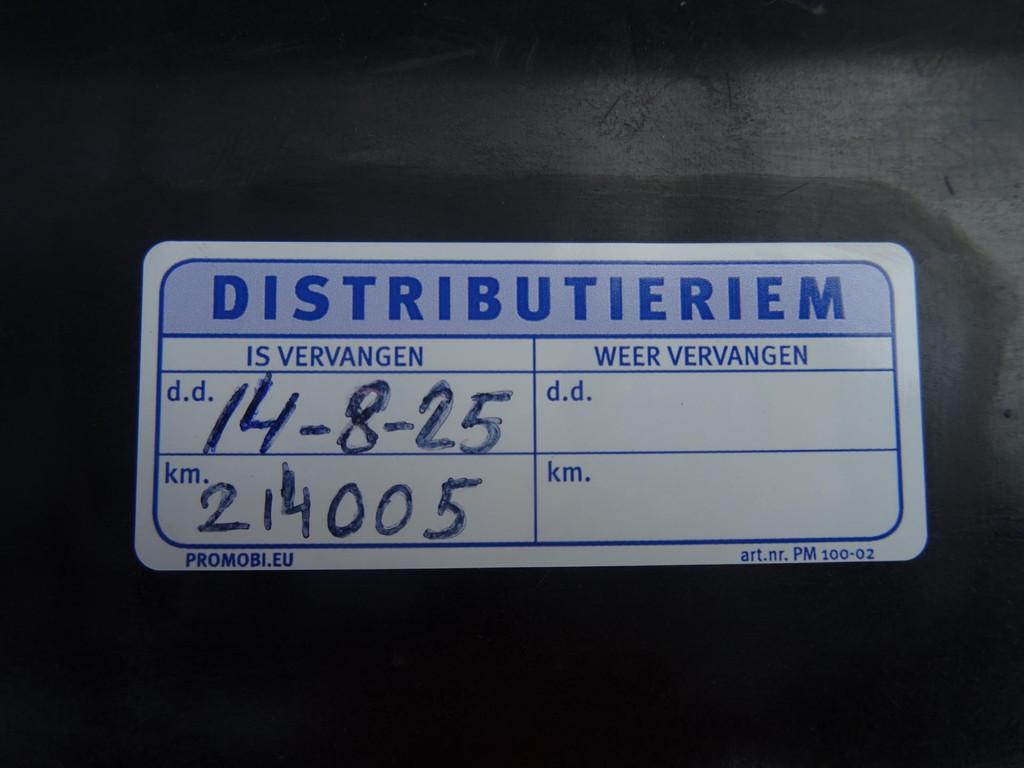 DISTRIBUTIERIEM
IS VERVANGEN WEER VERVANGEN
d.d. 14-8-25 d.d.
km. 214005 km.
PROMOBI.EU art.nr. PM 100-02